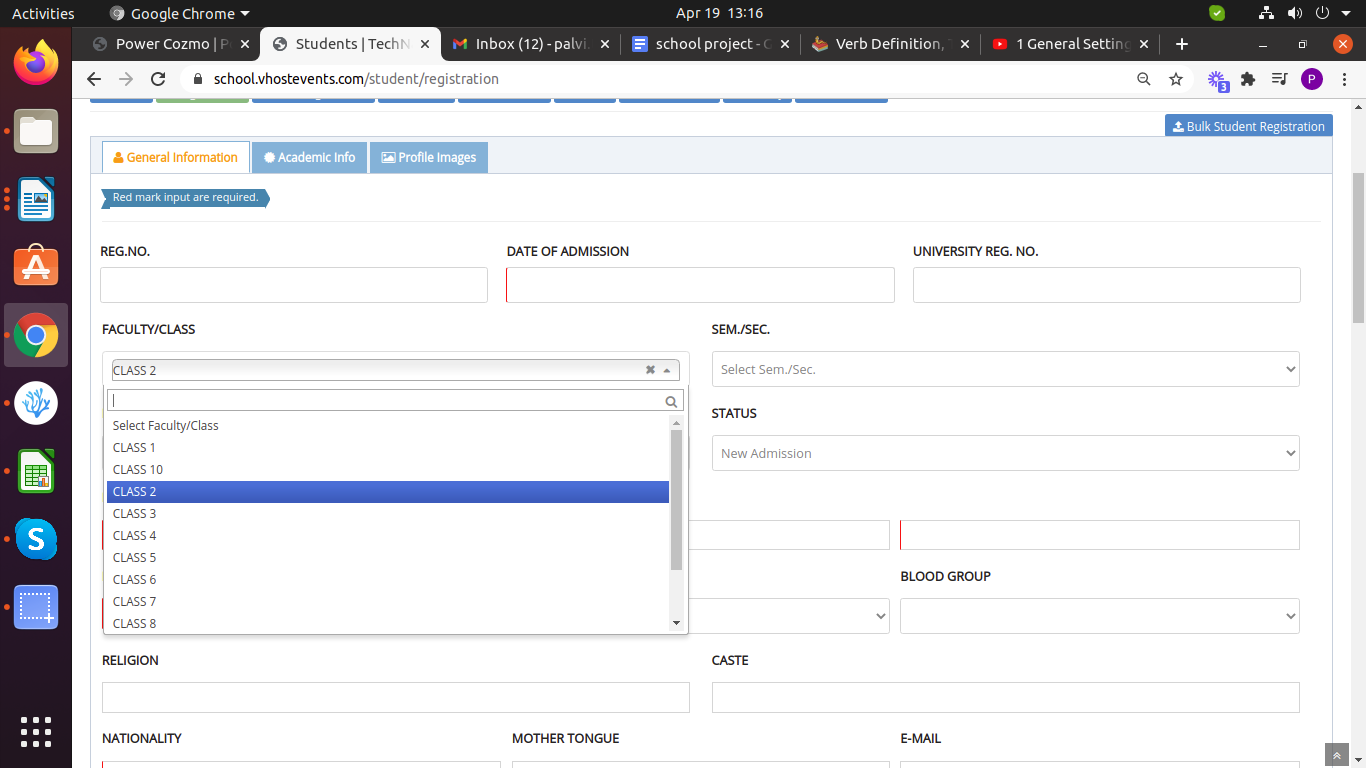 Activities
Google Chrome
Apr 19 13:16
Power Cozmo |
Students | TechN
Inbox (12) - palvi.
school project -
Verb Definition,
1 General Setting
school.vhostevents.com/student/registration
3
P
Bulk Student Registration
General Information
Academic Info
Profile Images
Red mark input are required.
REG.NO.
DATE OF ADMISSION
UNIVERSITY REG. NO.
FACULTY/CLASS
SEM./SEC.
CLASS 2
Select Sem./Sec.
Select Faculty/Class
STATUS
CLASS 1
New Admission
CLASS 10
CLASS 2
CLASS 3
CLASS 4
CLASS 5
CLASS 6
BLOOD GROUP
CLASS 7
CLASS 8
RELIGION
CASTE
NATIONALITY
MOTHER TONGUE
E-MAIL